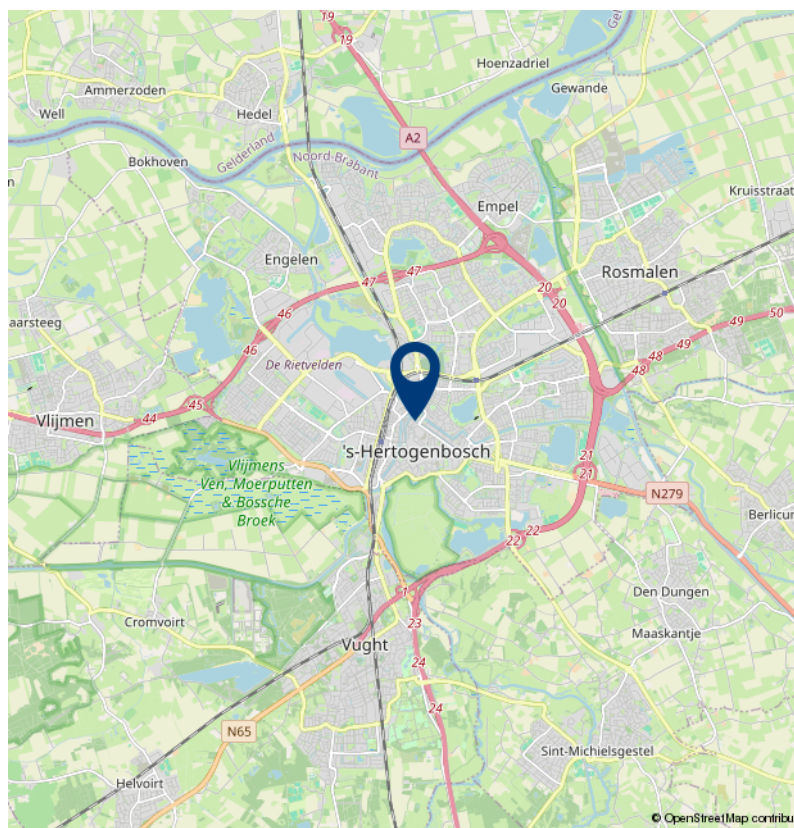 19
19
Gel
Hoenzadriel
Gewande
Ammerzoden
Well
Hedel
A2
Gelderland
Noord-Brabant
Bokhoven
Kruisstraat
Empel
Engelen
Rosmalen
47
47
20
20
46
50
49
49
aarsteeg
46
48
48
De Rietvelden
45
44
Vlijmen
's-Hertogenbosch
21
21
Vlijmens
Ven, Moerputten
& Bossche
Broek
N279
Berlicum
22
22
1
Den Dungen
23
Cromvoirt
Maaskantje
Vught
24
24
N65
Sint-Michielsgestel
Helvoirt
© OpenStreetMap contribu